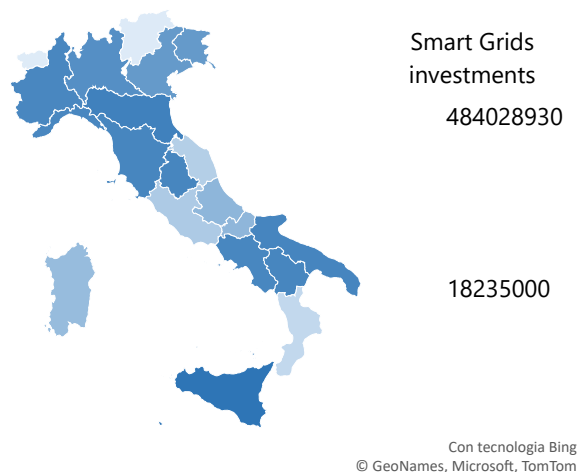 Smart Grids
investments
484028930
18235000
Con tecnologia Bing
© GeoNames, Microsoft, TomTom